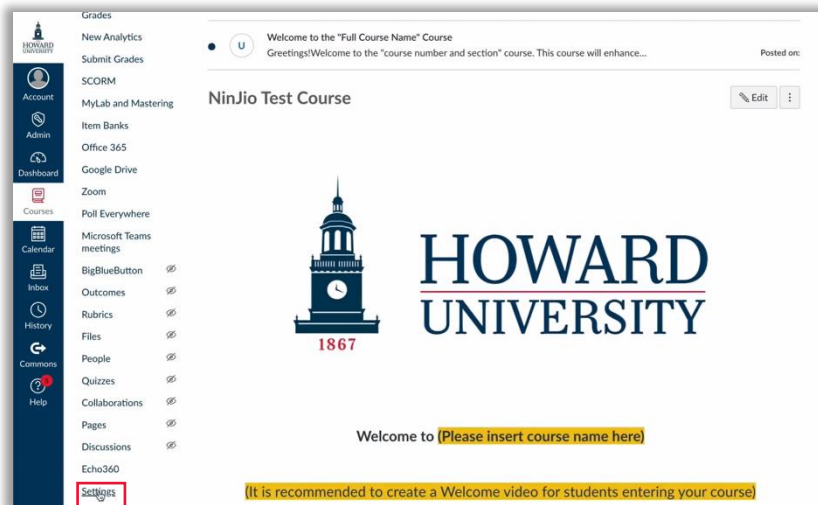 HOWARD
UNIVERSITY
Account
Admin
Dashboard
Courses
Calendar
Inbox
History
Commons
3
Help
Grades
New Analytics
Submit Grades
SCORM
MyLab and Mastering
Item Banks
Office 365
Google Drive
Zoom
Poll Everywhere
Microsoft Teams
meetings
BigBlueButton
Outcomes
Rubrics
Files
People
Quizzes
Collaborations
Pages
Discussions
Echo360
Settings
U
Welcome to the "Full Course Name" Course
Greetings!Welcome to the "course number and section" course. This course will enhance...
Posted on:
NinJio Test Course
Edit
HOWARD
UNIVERSITY
1867
Welcome to (Please insert course name here)
(It is recommended to create a Welcome video for students entering your course)